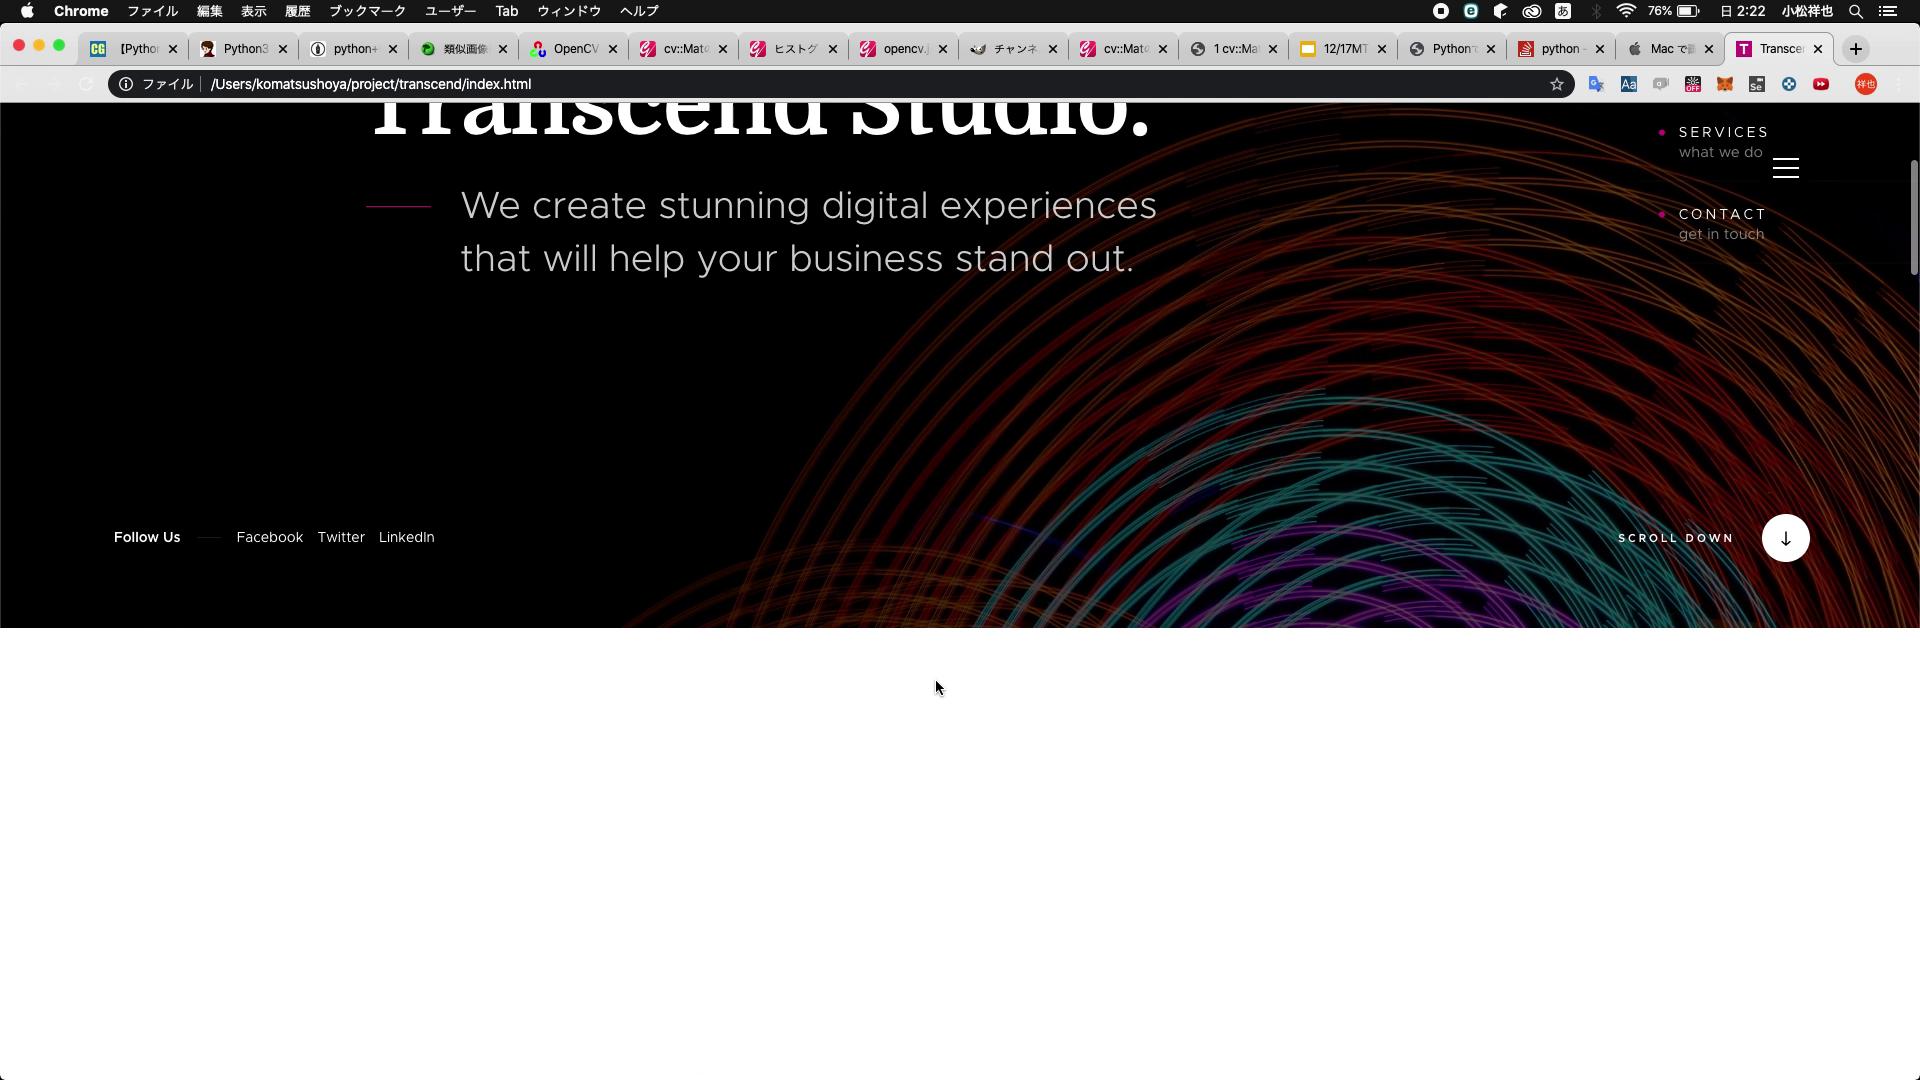 Chrome ファイル 編集 表示 履歴 ブックマーク ユーザー Tab ウィンドウ ヘルプ 76% 日 2:22 小松祥也
【Pytho Python3 python+ 類似画像 OpenCV cv::Mat ヒストグ opencv.j チャンネ cv::Mat 1 cv::Ma 12/17MT Python python - Mac で Transce
ファイル /Users/komatsushoya/project/transcend/index.html 祥也
Transcend Studio.
We create stunning digital experiences
that will help your business stand out.
SERVICES
what we do
CONTACT
get in touch
Follow Us Facebook Twitter LinkedIn
SCROLL DOWN